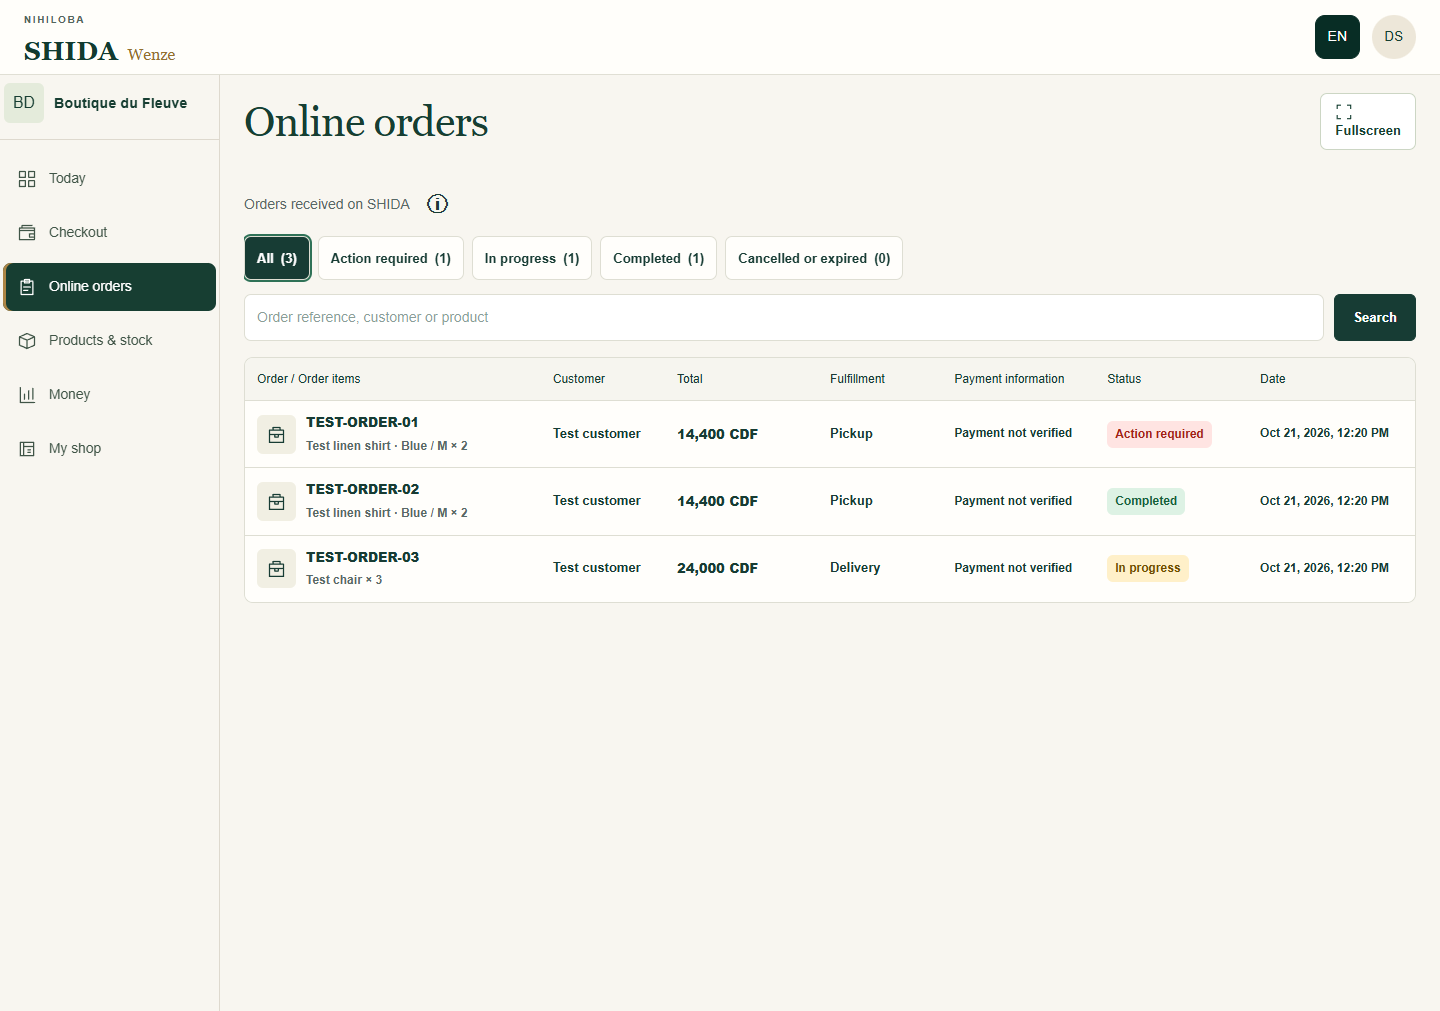 NIHILOBA
SHIDA Wenze
EN
DS
BD
Boutique du Fleuve
Today
Checkout
Online orders
Products & stock
Money
My shop
Online orders
Fullscreen
Orders received on SHIDA
All (3)
Action required (1)
In progress (1)
Completed (1)
Cancelled or expired (0)
Order reference, customer or product
Search
Order / Order items Customer Total Fulfillment Payment information Status Date
TEST-ORDER-01
Test linen shirt · Blue / M × 2
Test customer 14,400 CDF Pickup Payment not verified Action required Oct 21, 2026, 12:20 PM
TEST-ORDER-02
Test linen shirt · Blue / M × 2
Test customer 14,400 CDF Pickup Payment not verified Completed Oct 21, 2026, 12:20 PM
TEST-ORDER-03
Test chair × 3
Test customer 24,000 CDF Delivery Payment not verified In progress Oct 21, 2026, 12:20 PM